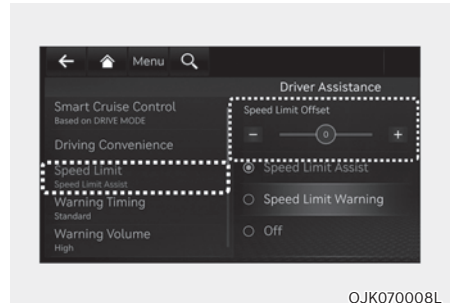 Menu
Driver Assistance
Smart Cruise Control
Based on DRIVE MODE
Driving Convenience
Speed Limit
Speed Limit Assist
Warning Timing
Standard
Warning Volume
High
Speed Limit Offset
− 0 +
Speed Limit Assist
Speed Limit Warning
Off
OJK070008L